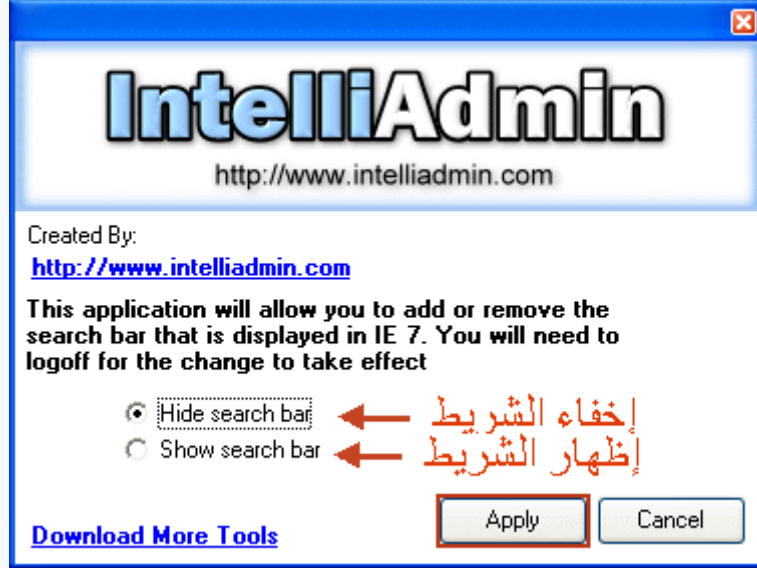 IntelliAdmin
http://www.intelliadmin.com
Created By:
http://www.intelliadmin.com
This application will allow you to add or remove the
search bar that is displayed in IE 7. You will need to
logoff for the change to take effect
Hide search bar إخفاء الشريط
Show search bar إظهار الشريط
Download More Tools Apply Cancel